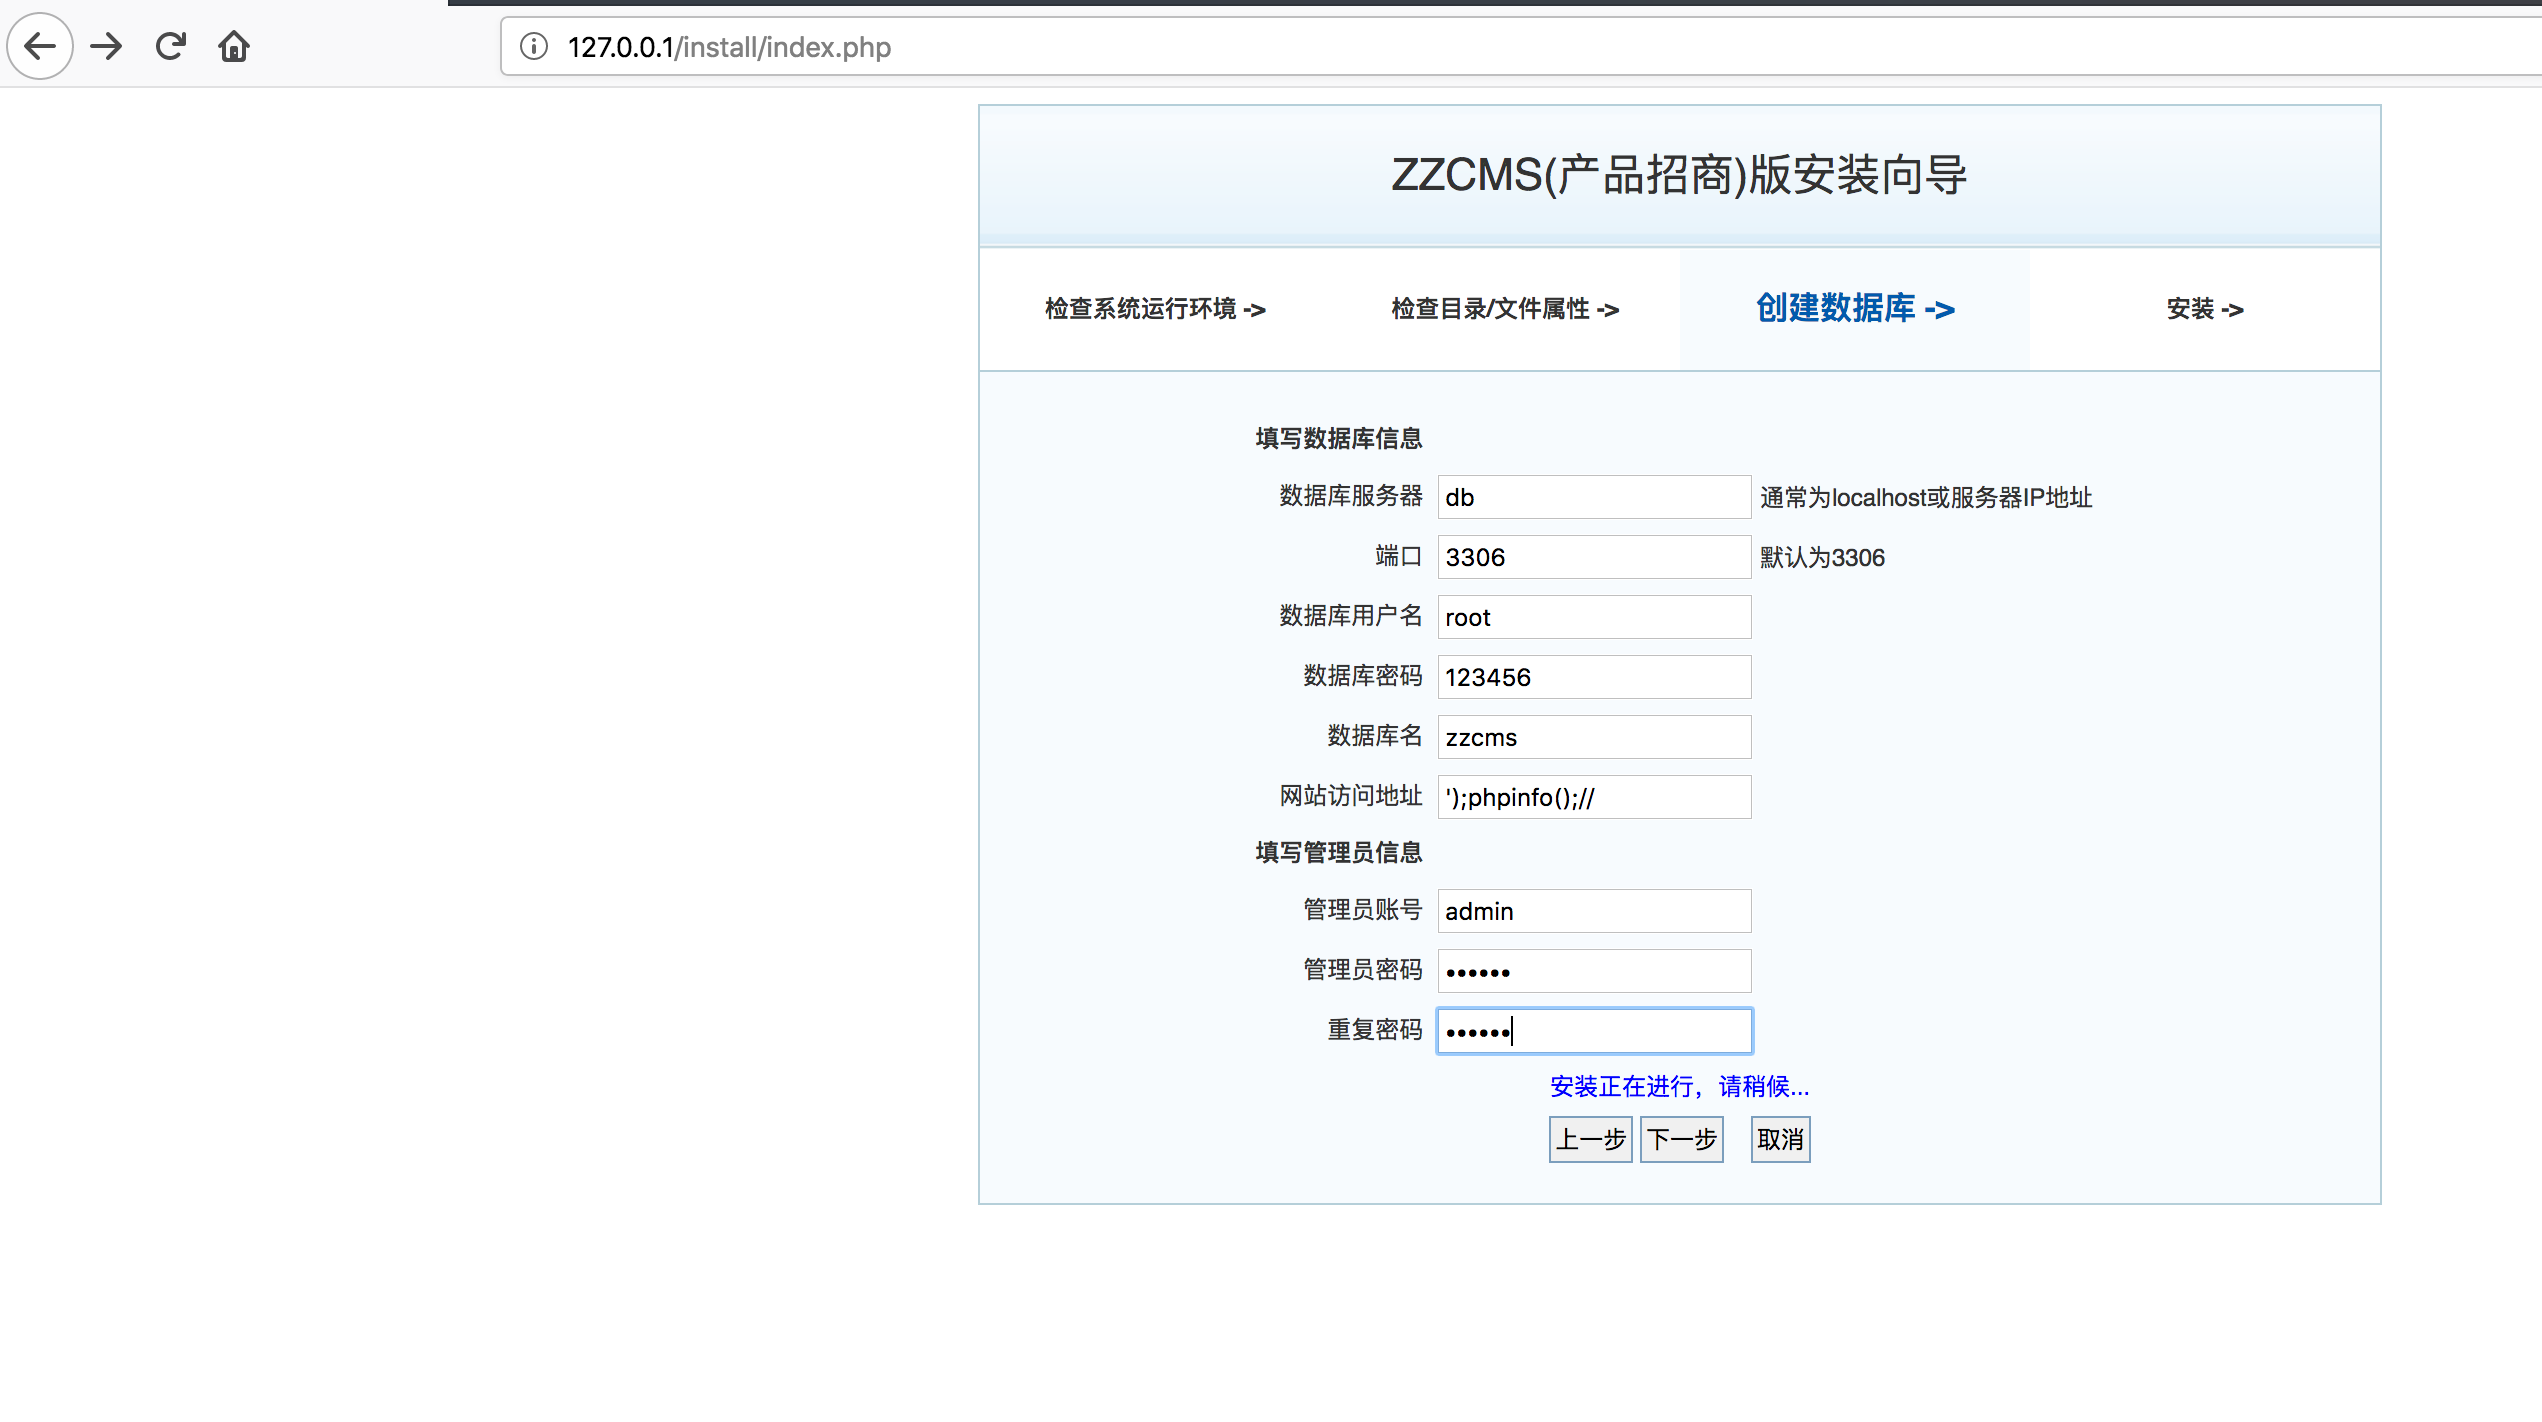 127.0.0.1/install/index.php
ZZCMS(产品招商)版安装向导
检查系统运行环境 -> 检查目录/文件属性 -> 创建数据库 -> 安装 ->
填写数据库信息
数据库服务器 db 通常为localhost或服务器IP地址
端口 3306 默认为3306
数据库用户名 root
数据库密码 123456
数据库名 zzcms
网站访问地址 ');phpinfo();//
填写管理员信息
管理员账号 admin
管理员密码 ••••••
重复密码 ••••••
安装正在进行，请稍候...
上一步 下一步 取消